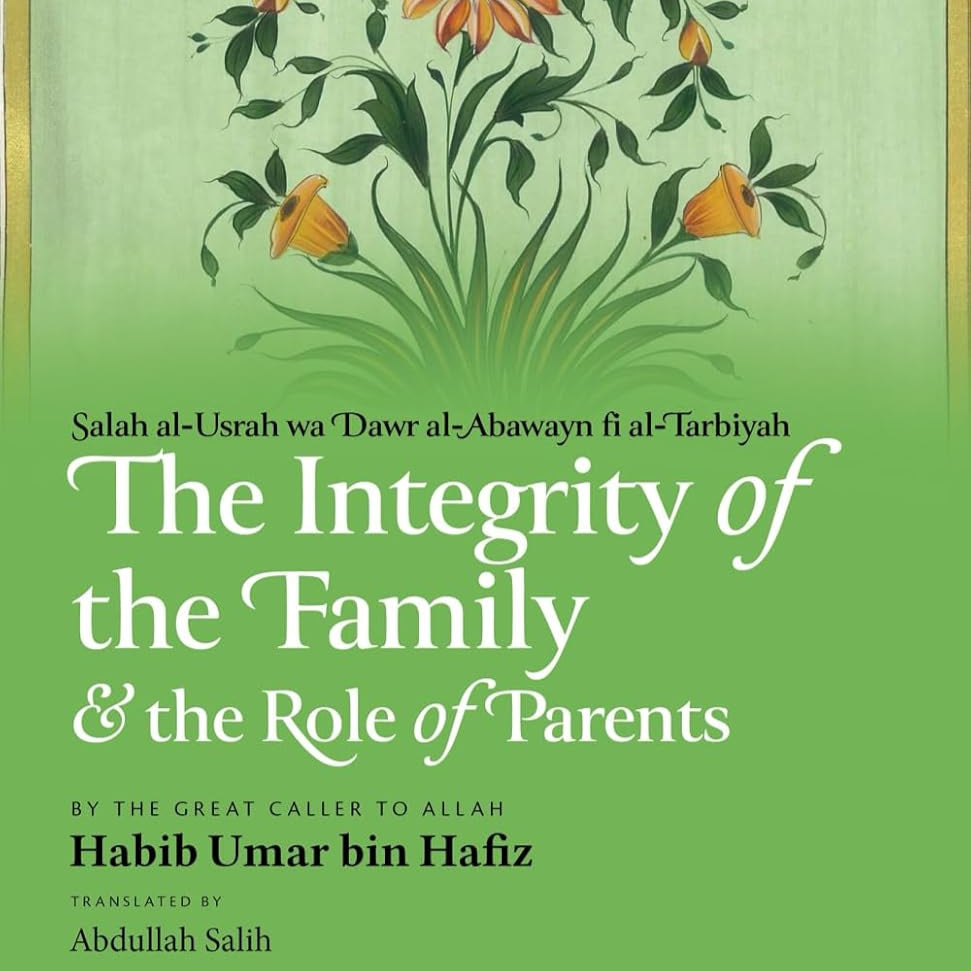 Salah al-Usrah wa Dawr al-Abawayn fi al-Tarbiyah
The Integrity of
the Family
& the Role of Parents
BY THE GREAT CALLER TO ALLAH
Habib Umar bin Hafiz
TRANSLATED BY
Abdullah Salih